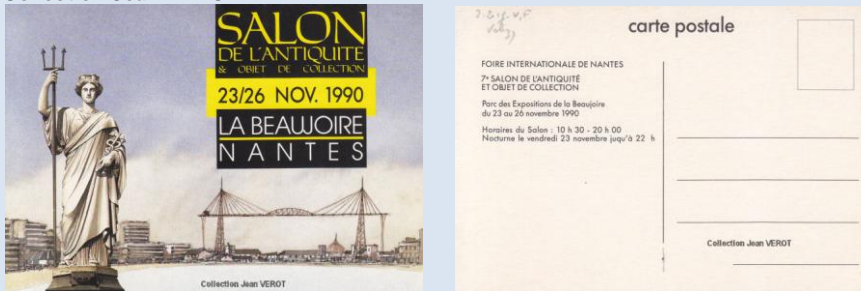 SALON
DE L'ANTIQUITE
& OBJET DE COLLECTION
23/26 NOV. 1990
LA BEAUJOIRE
NANTES
Collection Jean VEROT
carte postale
FOIRE INTERNATIONALE DE NANTES
7e SALON DE L'ANTIQUITÉ
ET OBJET DE COLLECTION
Parc des Expositions de la Beaujoire
du 23 au 26 novembre 1990
Horaires du Salon : 10 h 30 - 20 h 00
Nocturne le vendredi 23 novembre juqu'à 22 h
Collection Jean VEROT